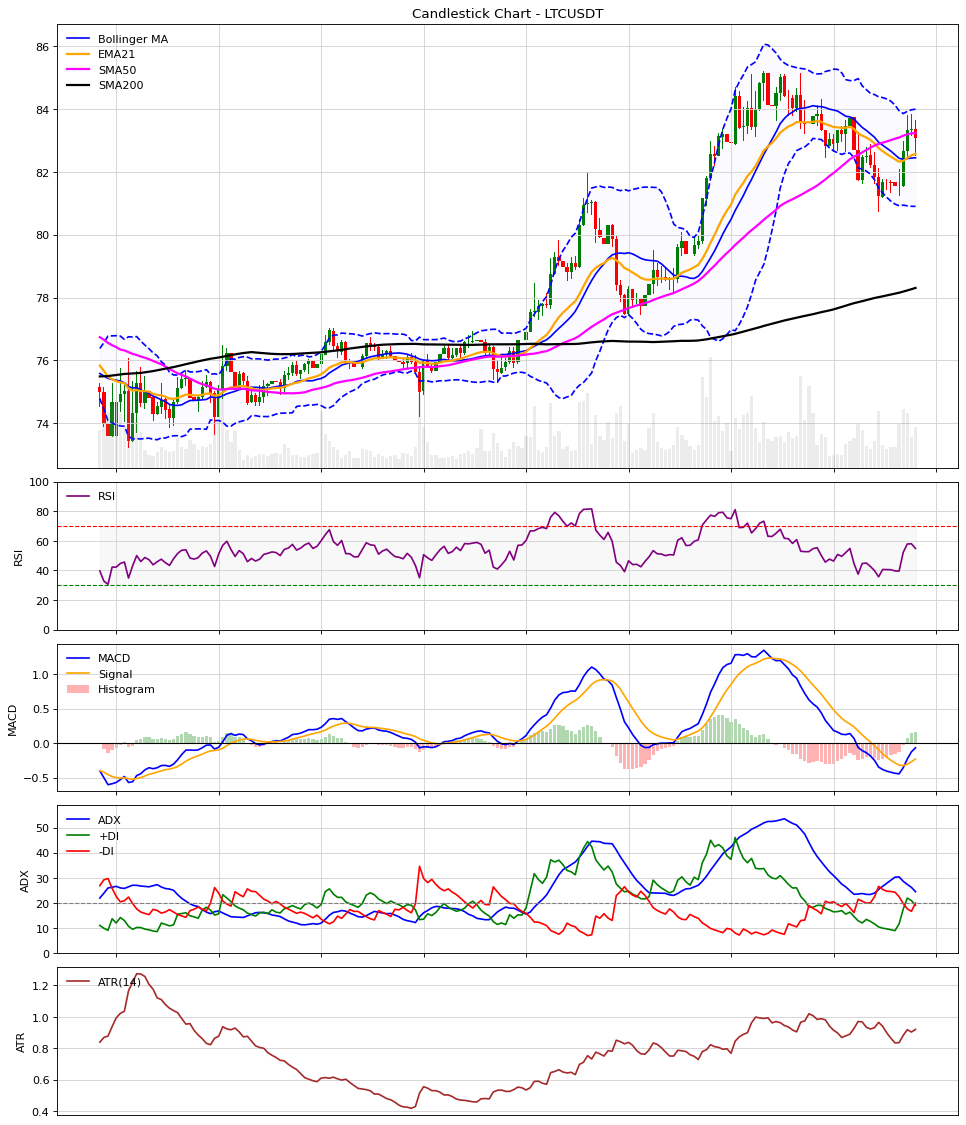 Candlestick Chart - LTCUSDT
Bollinger MA
EMA21
SMA50
SMA200
86
84
82
80
78
76
74
RSI
RSI
100
80
60
40
20
0
MACD
Signal
Histogram
MACD
1.0
0.5
0.0
−0.5
ADX
+DI
-DI
ADX
50
40
30
20
10
0
ATR(14)
ATR
1.2
1.0
0.8
0.6
0.4